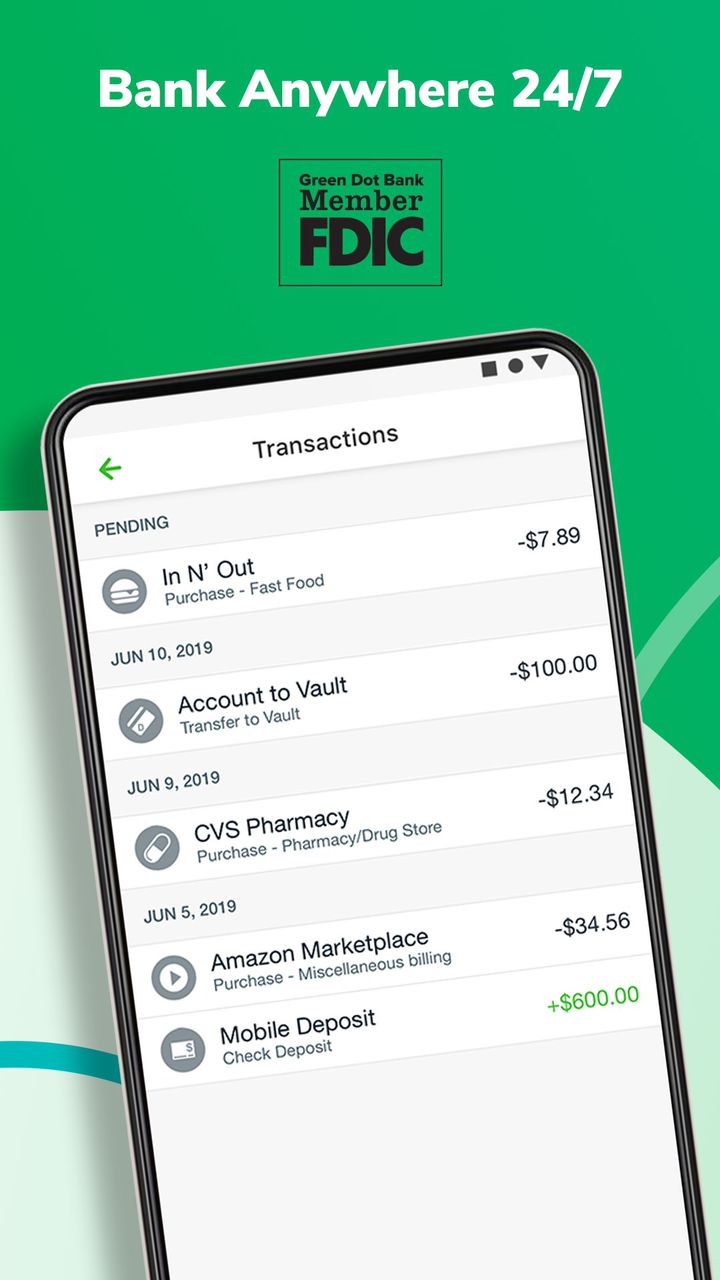 Bank Anywhere 24/7
Green Dot Bank
Member
FDIC
Transactions
PENDING
In N’ Out
-$7.89
Purchase - Fast Food
JUN 10, 2019
Account to Vault
-$100.00
Transfer to Vault
JUN 9, 2019
CVS Pharmacy
-$12.34
Purchase - Pharmacy/Drug Store
JUN 5, 2019
Amazon Marketplace
-$34.56
Purchase - Miscellaneous billing
Mobile Deposit
+$600.00
Check Deposit